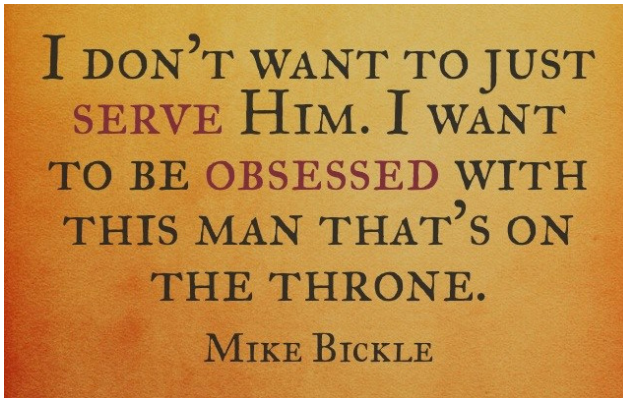 I don't want to just
serve Him. I want
to be obsessed with
this man that's on
the throne.
Mike Bickle